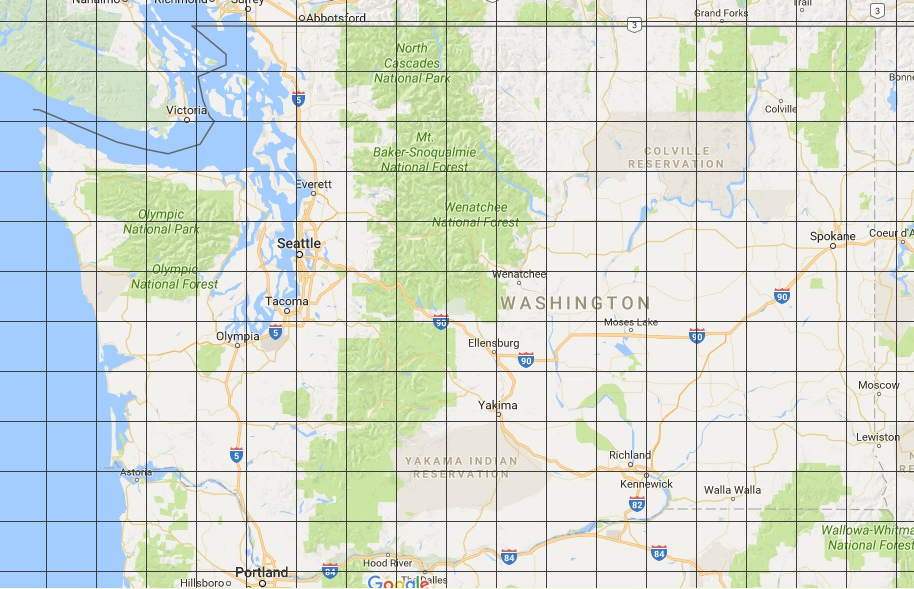 Nanaimo
Richmond
Surrey
Abbotsford
3
Grand Forks
Trail
3
North
Cascades
National Park
5
Victoria
Colville
Mt.
Baker-Snoqualmie
National Forest
COLVILLE
RESERVATION
Everett
Wenatchee
National Forest
Olympic
National Park
Seattle
Spokane
Coeur d'A
Olympic
National Forest
Wenatchee
WASHINGTON
90
Tacoma
90
Moses Lake
5
Olympia
90
Ellensburg
90
Moscow
Yakima
Lewiston
5
Richland
YAKAMA INDIAN
RESERVATION
Astoria
Kennewick
Walla Walla
82
Wallowa-Whitma
National Forest
84
84
Hood River
Portland
84
Hillsboro
Google
The Dalles